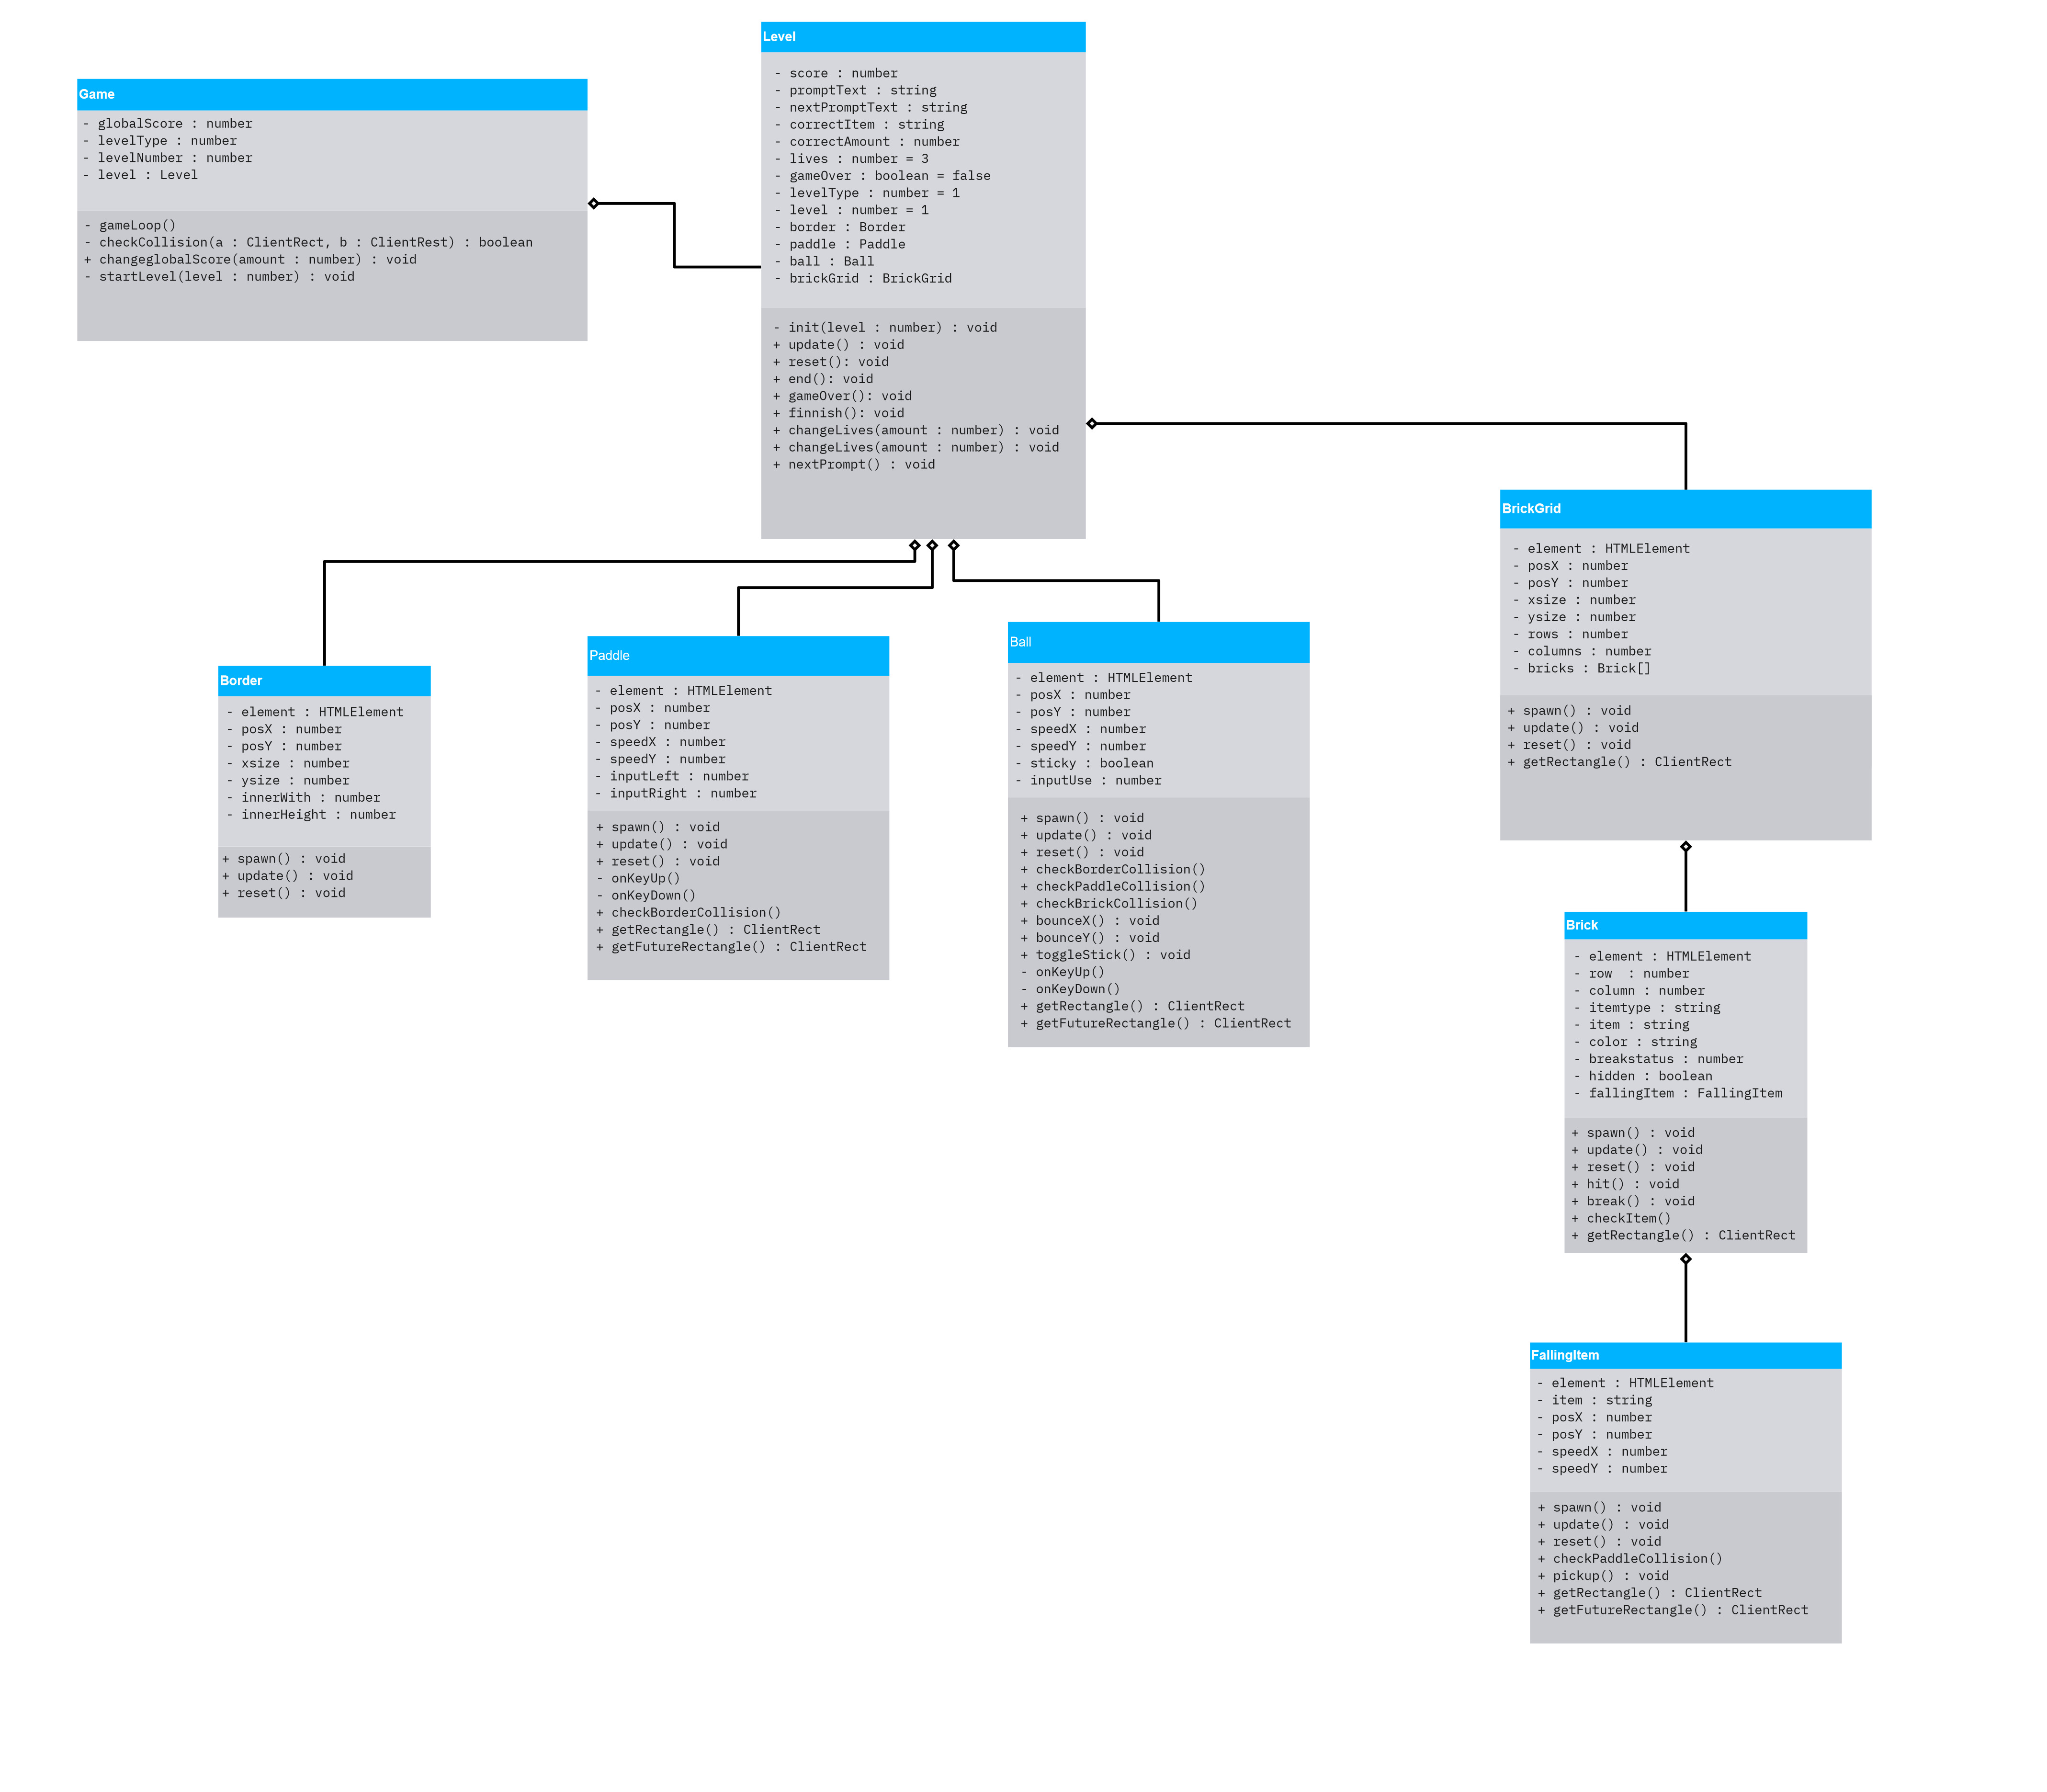 Level
- score : number
- promptText : string
- nextPromptText : string
- correctItem : string
- correctAmount : number
- lives : number = 3
- gameOver : boolean = false
- levelType : number = 1
- level : number = 1
- border : Border
- paddle : Paddle
- ball : Ball
- brickGrid : BrickGrid
- init(level : number) : void
+ update() : void
+ reset(): void
+ end(): void
+ gameOver(): void
+ finnish(): void
+ changeLives(amount : number) : void
+ changeLives(amount : number) : void
+ nextPrompt() : void
Game
- globalScore : number
- levelType : number
- levelNumber : number
- level : Level
- gameLoop()
- checkCollision(a : ClientRect, b : ClientRest) : boolean
+ changeglobalScore(amount : number) : void
- startLevel(level : number) : void
Border
- element : HTMLElement
- posX : number
- posY : number
- xsize : number
- ysize : number
- innerWith : number
- innerHeight : number
+ spawn() : void
+ update() : void
+ reset() : void
Paddle
- element : HTMLElement
- posX : number
- posY : number
- speedX : number
- speedY : number
- inputLeft : number
- inputRight : number
+ spawn() : void
+ update() : void
+ reset() : void
- onKeyUp()
- onKeyDown()
+ checkBorderCollision()
+ getRectangle() : ClientRect
+ getFutureRectangle() : ClientRect
Ball
- element : HTMLElement
- posX : number
- posY : number
- speedX : number
- speedY : number
- sticky : boolean
- inputUse : number
+ spawn() : void
+ update() : void
+ reset() : void
+ checkBorderCollision()
+ checkPaddleCollision()
+ checkBrickCollision()
+ bounceX() : void
+ bounceY() : void
+ toggleStick() : void
- onKeyUp()
- onKeyDown()
+ getRectangle() : ClientRect
+ getFutureRectangle() : ClientRect
BrickGrid
- element : HTMLElement
- posX : number
- posY : number
- xsize : number
- ysize : number
- rows : number
- columns : number
- bricks : Brick[]
+ spawn() : void
+ update() : void
+ reset() : void
+ getRectangle() : ClientRect
Brick
- element : HTMLElement
- row  : number
- column : number
- itemtype : string
- item : string
- color : string
- breakstatus : number
- hidden : boolean
- fallingItem : FallingItem
+ spawn() : void
+ update() : void
+ reset() : void
+ hit() : void
+ break() : void
+ checkItem()
+ getRectangle() : ClientRect
FallingItem
- element : HTMLElement
- item : string
- posX : number
- posY : number
- speedX : number
- speedY : number
+ spawn() : void
+ update() : void
+ reset() : void
+ checkPaddleCollision()
+ pickup() : void
+ getRectangle() : ClientRect
+ getFutureRectangle() : ClientRect